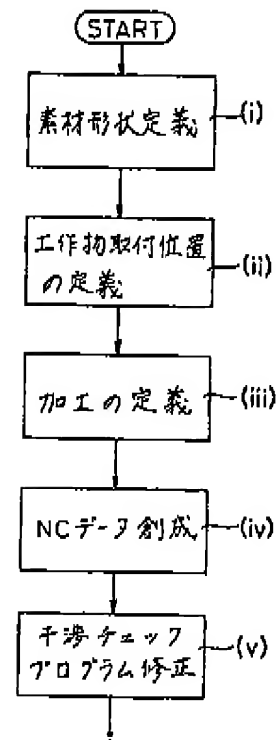 START
素材形状定義
(i)
工作物取付位置
の定義
(ii)
加工の定義
(iii)
NCデータ創成
(iv)
干渉チェック
プログラム修正
(v)